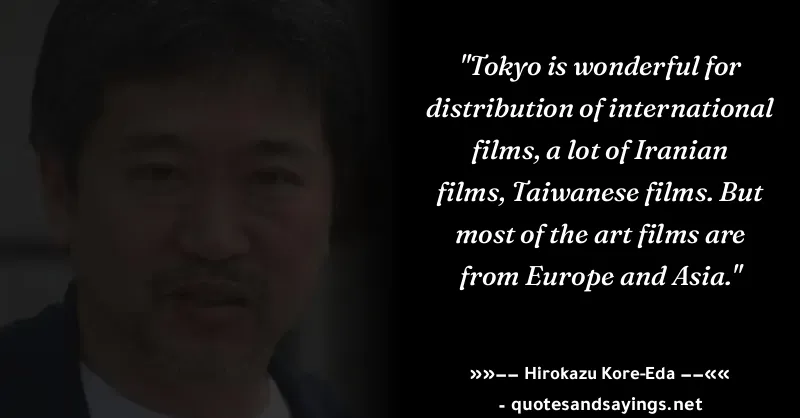 "Tokyo is wonderful for
distribution of international
films, a lot of Iranian
films, Taiwanese films. But
most of the art films are
from Europe and Asia."
»»−− Hirokazu Kore-Eda −−««
- quotesandsayings.net